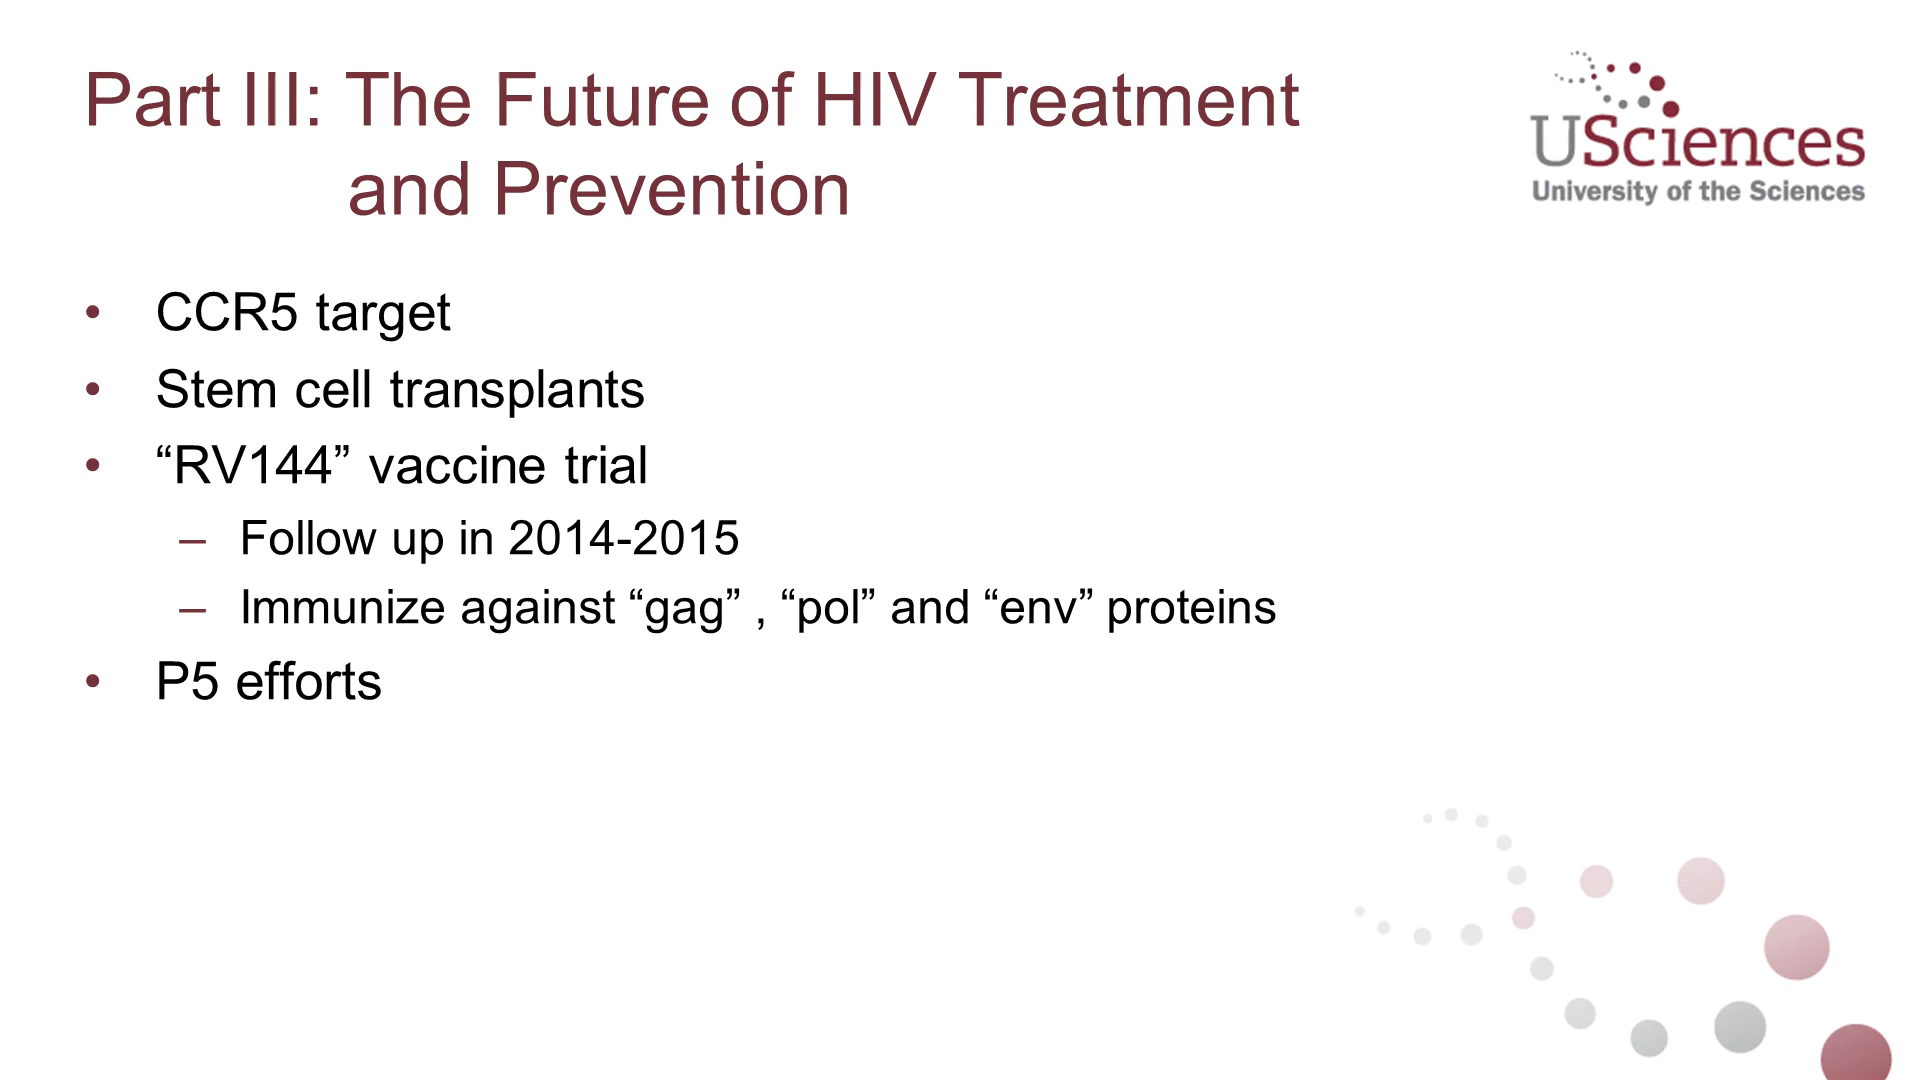 Part III: The Future of HIV Treatment
and Prevention
USciences
University of the Sciences
• CCR5 target
• Stem cell transplants
• “RV144” vaccine trial
– Follow up in 2014-2015
– Immunize against “gag” , “pol” and “env” proteins
• P5 efforts